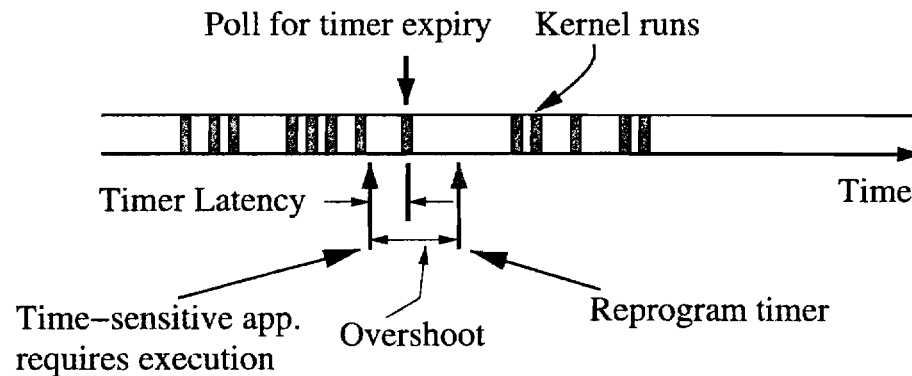 Poll for timer expiry
Kernel runs
Timer Latency
Time
Time−sensitive app.
requires execution
Overshoot
Reprogram timer